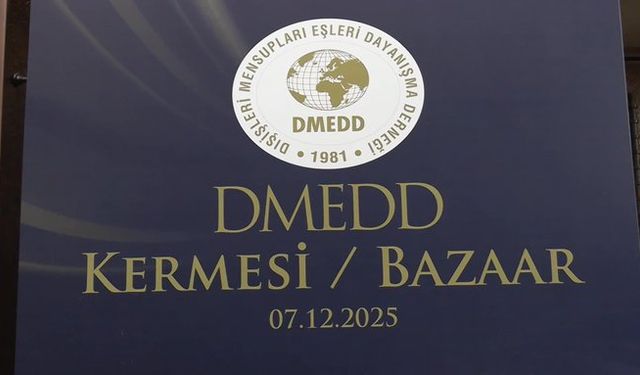 DIŞİŞLERİ MENSUPLARI EŞLERİ DAYANIŞMA DERNEĞİ
DMEDD
• 1981 •
DMEDD
KERMESİ / BAZAAR
07.12.2025